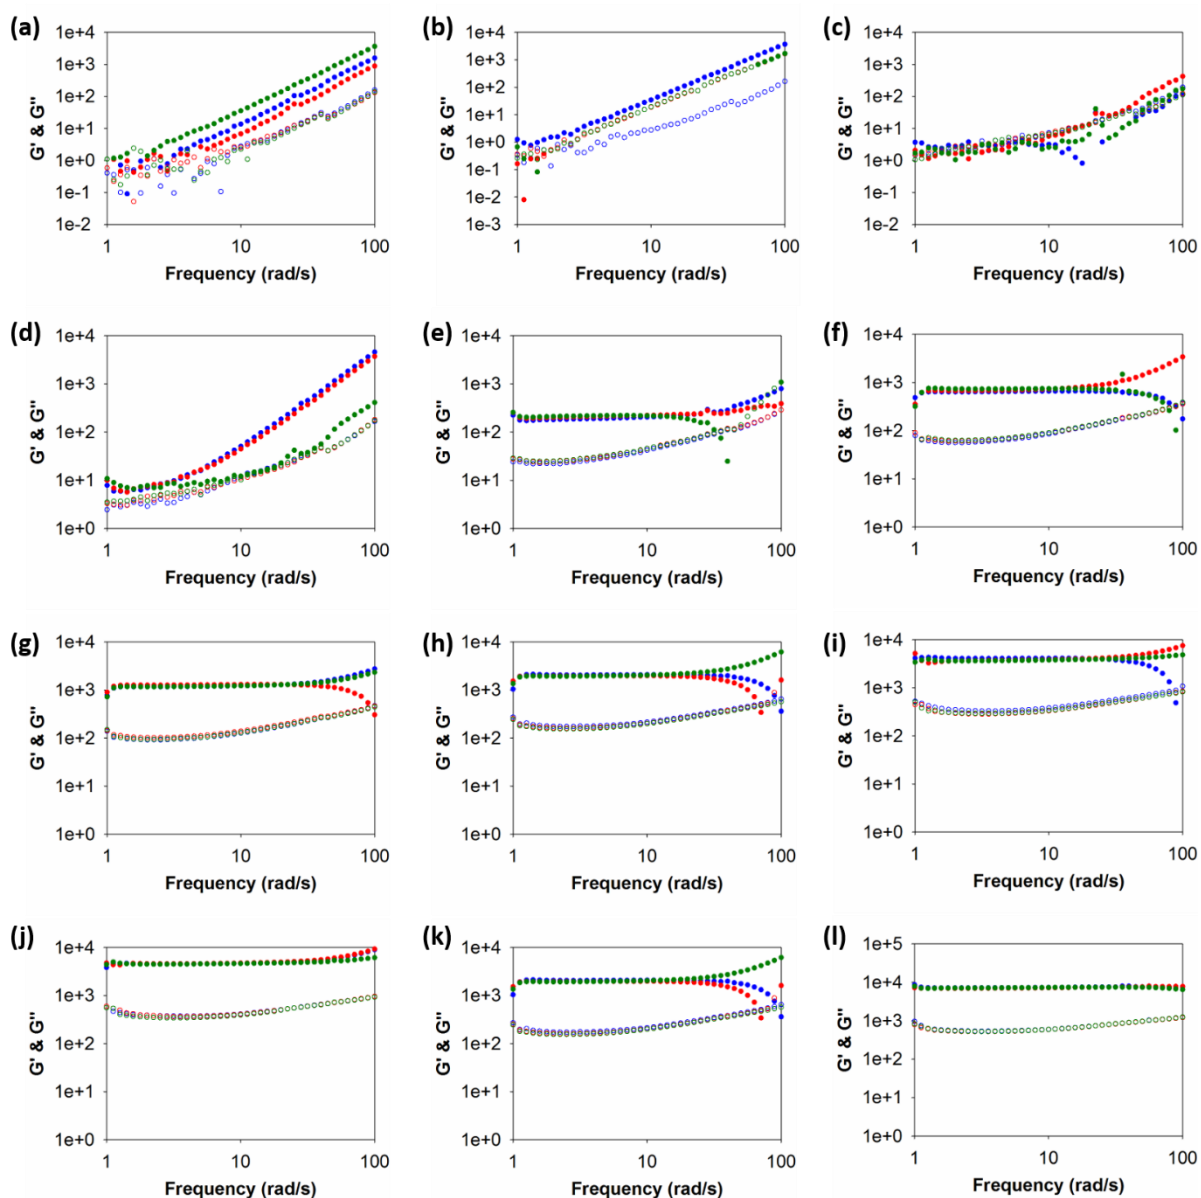 (a)
G' & G''
1e+4
1e+3
1e+2
1e+1
1e+0
1e-1
1e-2
1 10 100
Frequency (rad/s)
(b)
G' & G''
1e+4
1e+3
1e+2
1e+1
1e+0
1e-1
1e-2
1e-3
1 10 100
Frequency (rad/s)
(c)
G' & G''
1e+4
1e+3
1e+2
1e+1
1e+0
1e-1
1e-2
1 10 100
Frequency (rad/s)
(d)
G' & G''
1e+4
1e+3
1e+2
1e+1
1e+0
1 10 100
Frequency (rad/s)
(e)
G' & G''
1e+4
1e+3
1e+2
1e+1
1e+0
1 10 100
Frequency (rad/s)
(f)
G' & G''
1e+4
1e+3
1e+2
1e+1
1e+0
1 10 100
Frequency (rad/s)
(g)
G' & G''
1e+4
1e+3
1e+2
1e+1
1e+0
1 10 100
Frequency (rad/s)
(h)
G' & G''
1e+4
1e+3
1e+2
1e+1
1e+0
1 10 100
Frequency (rad/s)
(i)
G' & G''
1e+4
1e+3
1e+2
1e+1
1e+0
1 10 100
Frequency (rad/s)
(j)
G' & G''
1e+4
1e+3
1e+2
1e+1
1e+0
1 10 100
Frequency (rad/s)
(k)
G' & G''
1e+4
1e+3
1e+2
1e+1
1e+0
1 10 100
Frequency (rad/s)
(l)
G' & G''
1e+5
1e+4
1e+3
1e+2
1e+1
1e+0
1 10 100
Frequency (rad/s)